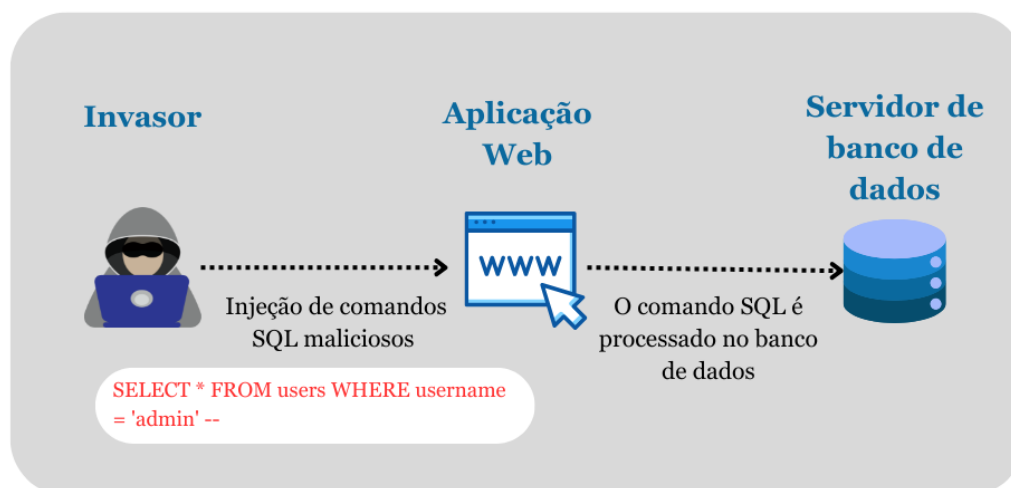 Invasor
Aplicação
Web
Servidor de
banco de
dados
WWW
Injeção de comandos
SQL maliciosos
O comando SQL é
processado no banco
de dados
SELECT * FROM users WHERE username
= 'admin' --